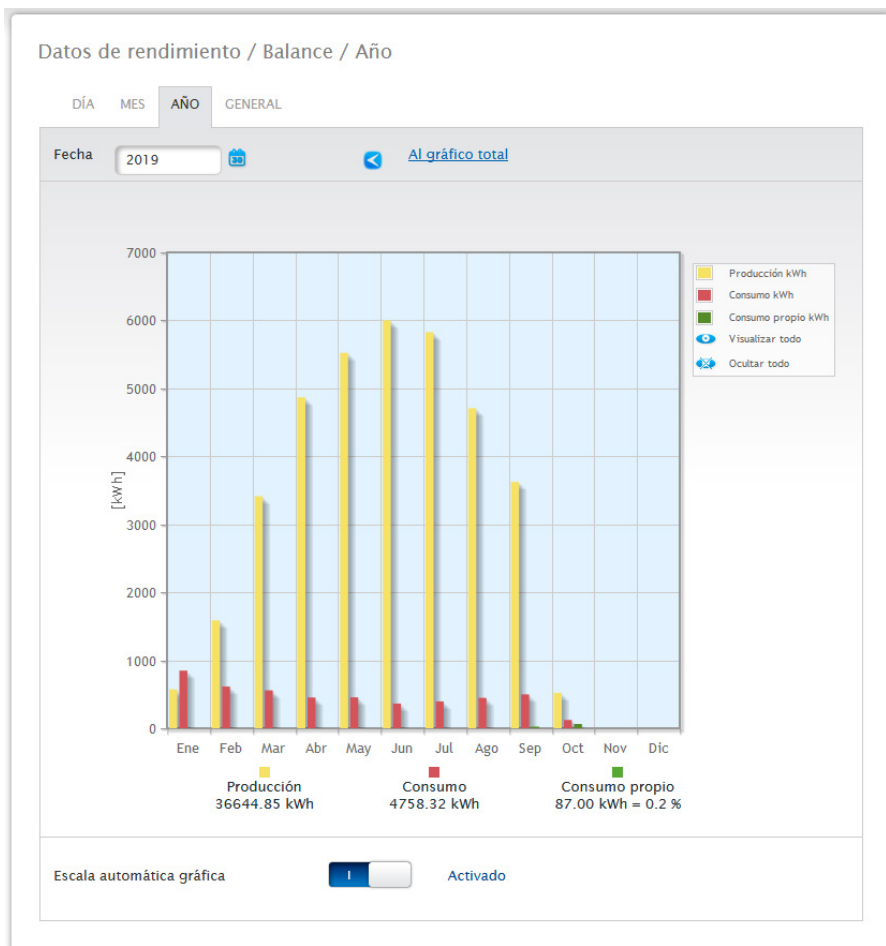 Datos de rendimiento / Balance / Año
DÍA MES AÑO GENERAL
Fecha 2019 30 Al gráfico total
7000
6000
5000
4000
3000
2000
1000
0
[kWh]
Ene Feb Mar Abr May Jun Jul Ago Sep Oct Nov Dic
Producción kWh
Consumo kWh
Consumo propio kWh
Visualizar todo
Ocultar todo
Producción
36644.85 kWh
Consumo
4758.32 kWh
Consumo propio
87.00 kWh = 0.2 %
Escala automática gráfica I Activado